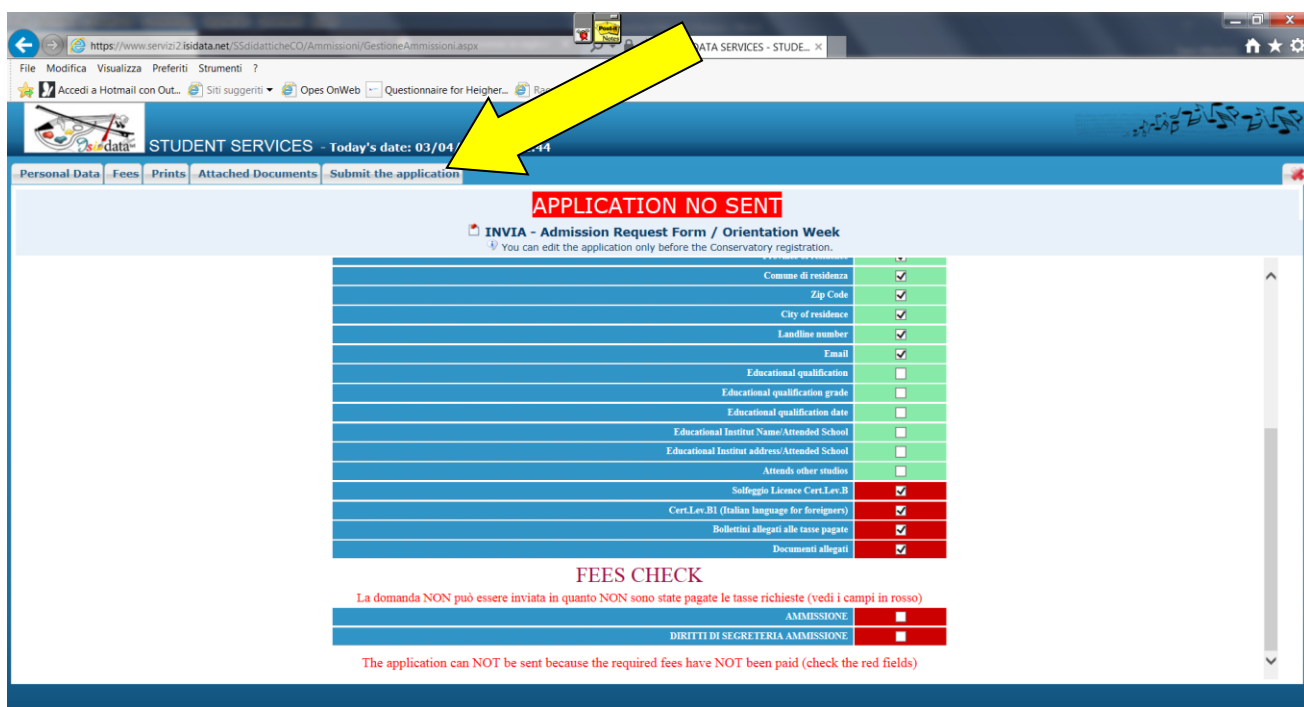 https://www.servizi2.isidata.net/SSdidatticheCO/Ammissioni/GestioneAmmissioni.aspx
DATA SERVICES - STUDE...
File Modifica Visualizza Preferiti Strumenti ?
Accedi a Hotmail con Out... Siti suggeriti Opes OnWeb Questionnaire for Heigher...
Isidata STUDENT SERVICES - Today's date: 03/04/ 44
Personal Data Fees Prints Attached Documents Submit the application
APPLICATION NO SENT
INVIA - Admission Request Form / Orientation Week
You can edit the application only before the Conservatory registration.
Comune di residenza
Zip Code
City of residence
Landline number
Email
Educational qualification
Educational qualification grade
Educational qualification date
Educational Institut Name/Attended School
Educational Institut address/Attended School
Attends other studios
Solfeggio Licence Cert.Lev.B
Cert.Lev.B1 (Italian language for foreigners)
Bollettini allegati alle tasse pagate
Documenti allegati
FEES CHECK
La domanda NON può essere inviata in quanto NON sono state pagate le tasse richieste (vedi i campi in rosso)
AMMISSIONE
DIRITTI DI SEGRETERIA AMMISSIONE
The application can NOT be sent because the required fees have NOT been paid (check the red fields)